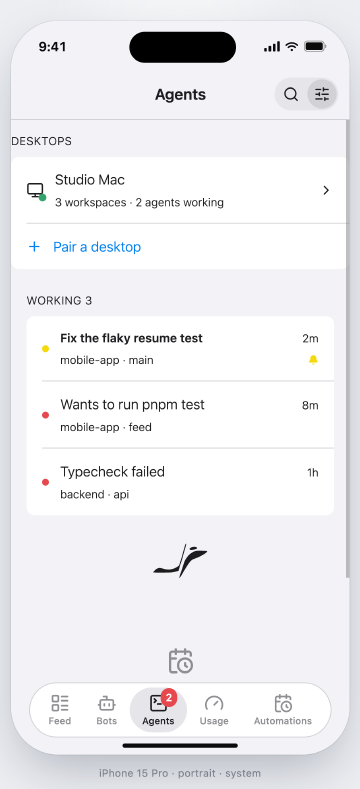 9:41
Agents
DESKTOPS
Studio Mac
3 workspaces · 2 agents working
Pair a desktop
WORKING 3
Fix the flaky resume test
2m
mobile-app · main
Wants to run pnpm test
8m
mobile-app · feed
Typecheck failed
1h
backend · api
2
Feed
Bots
Agents
Usage
Automations
iPhone 15 Pro · portrait · system